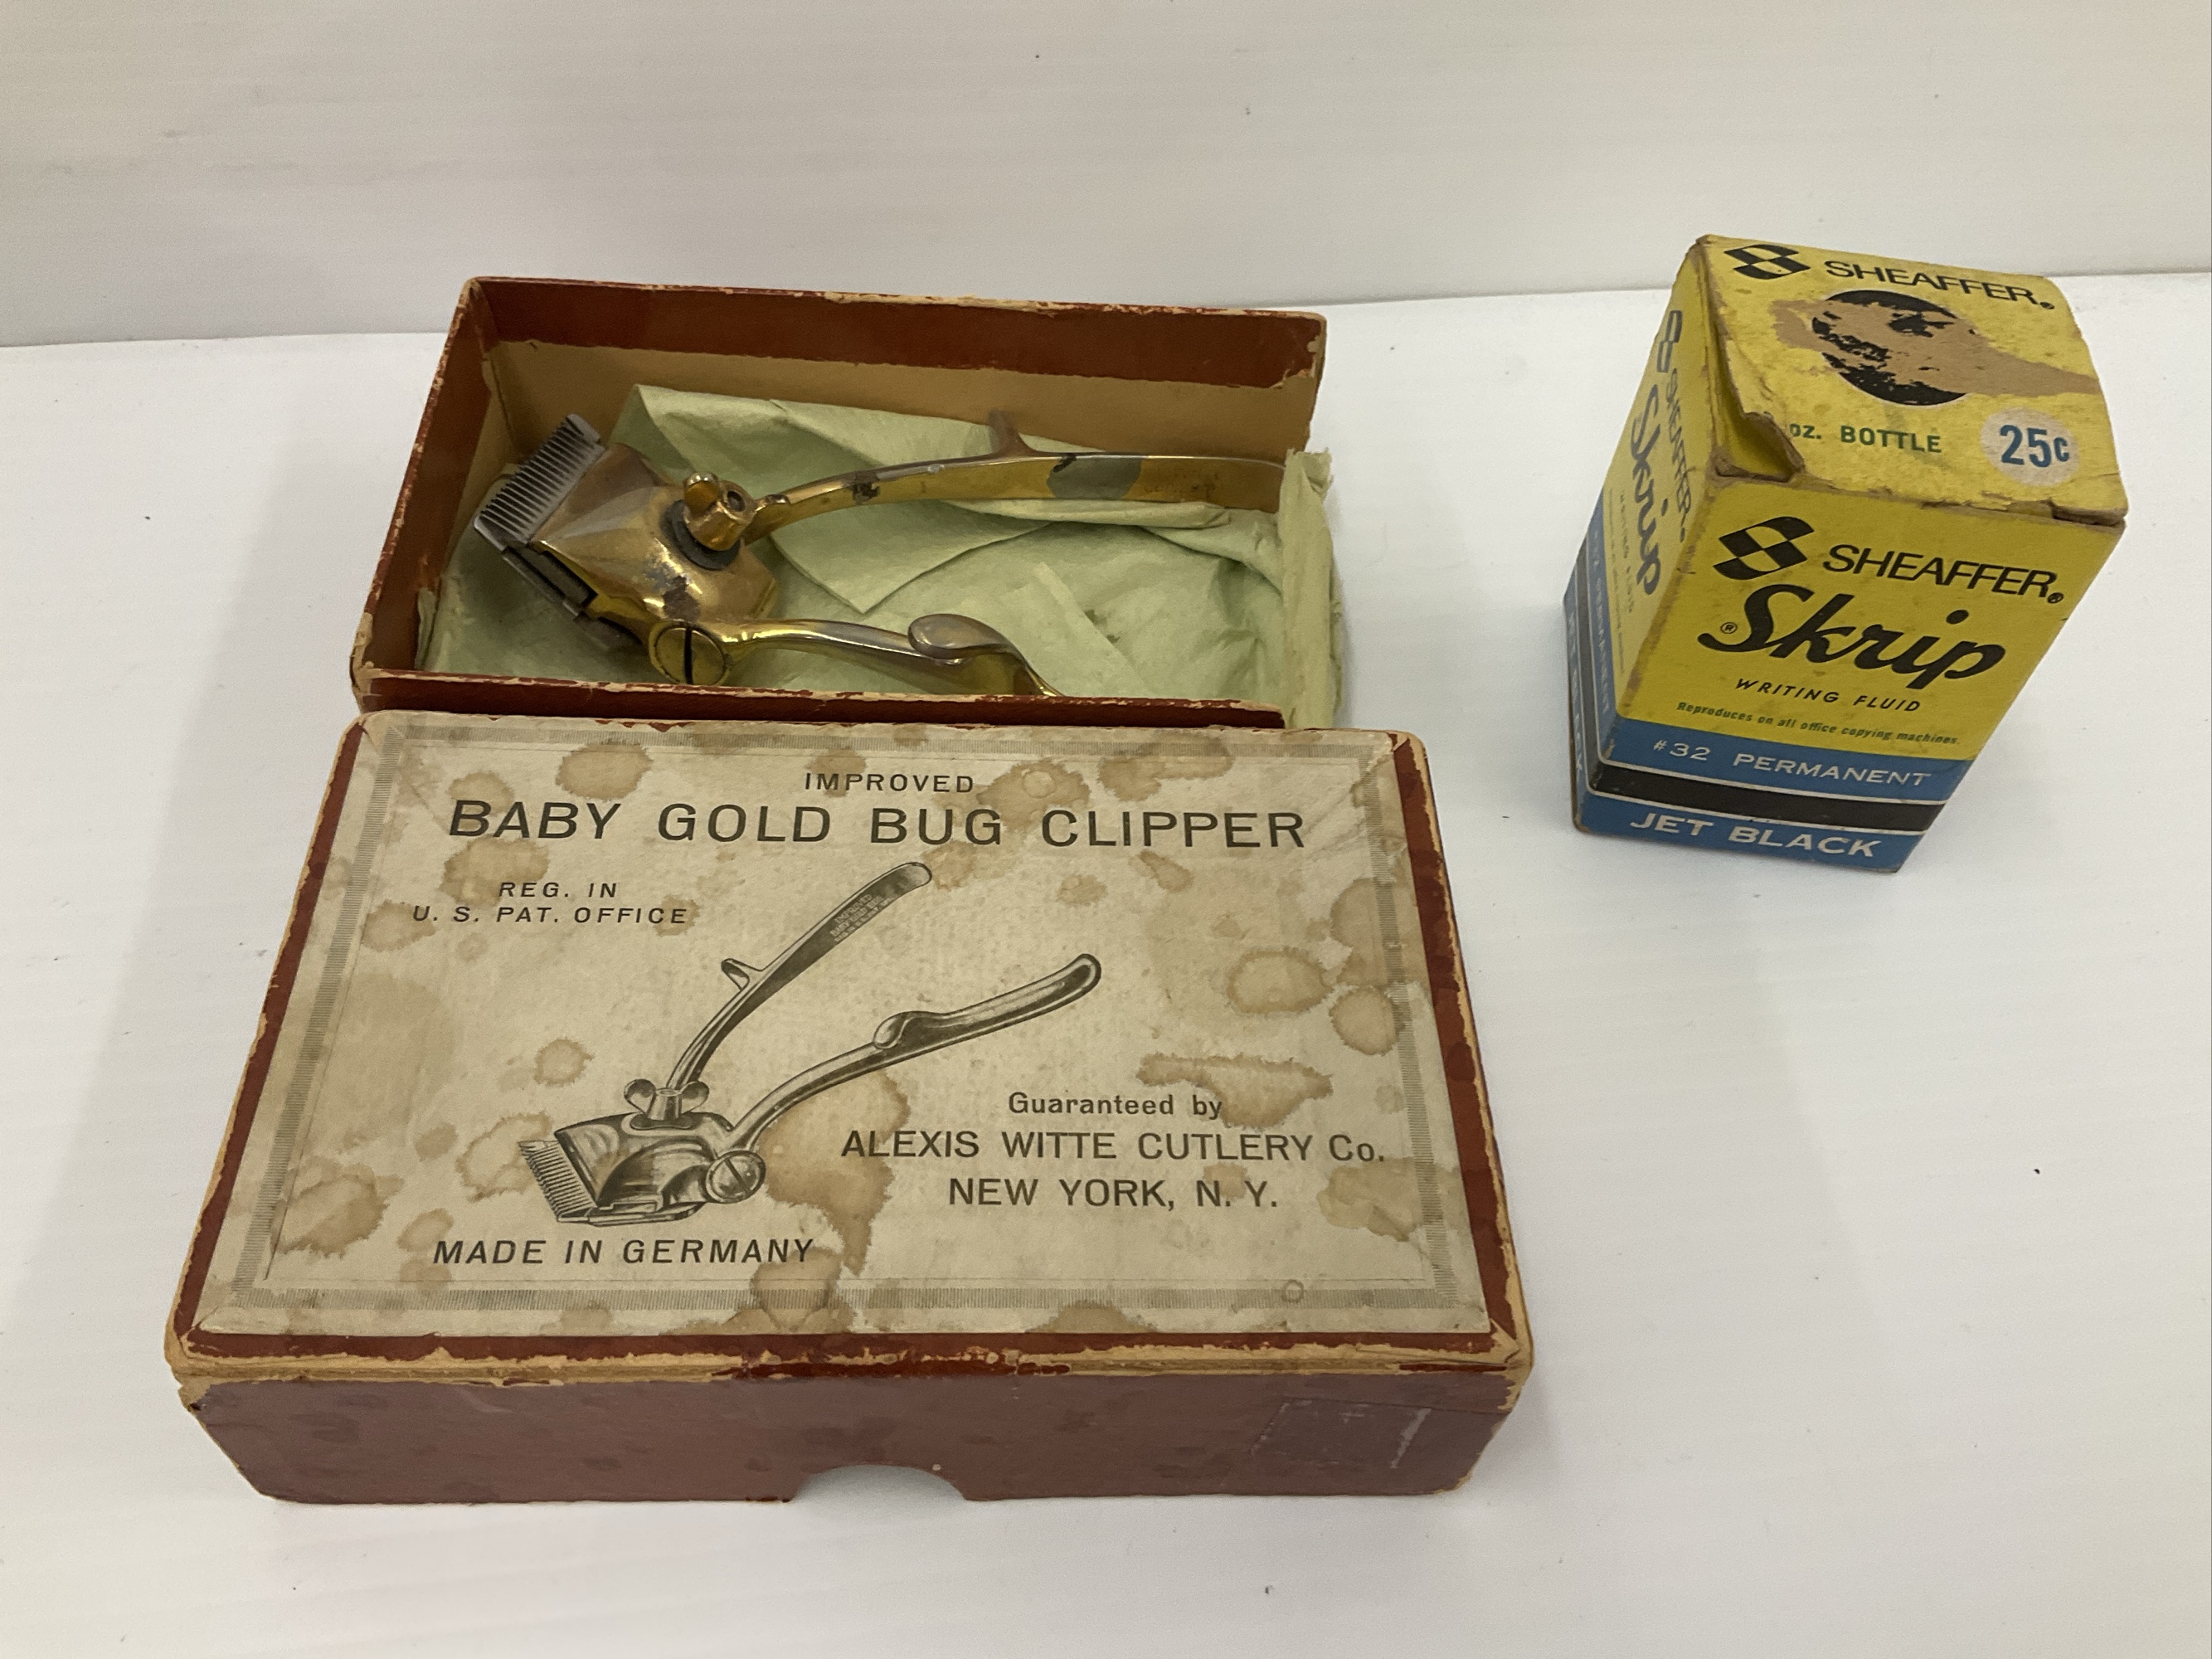 IMPROVED
BABY GOLD BUG CLIPPER
REG. IN
U. S. PAT. OFFICE
Guaranteed by
ALEXIS WITTE CUTLERY Co.
NEW YORK, N. Y.
MADE IN GERMANY
SHEAFFER®
oz. BOTTLE
25¢
SHEAFFER®
Skrip®
WRITING FLUID
Reproduces on all office copying machines.
#32 PERMANENT
JET BLACK
SHEAFFER®
Skrip